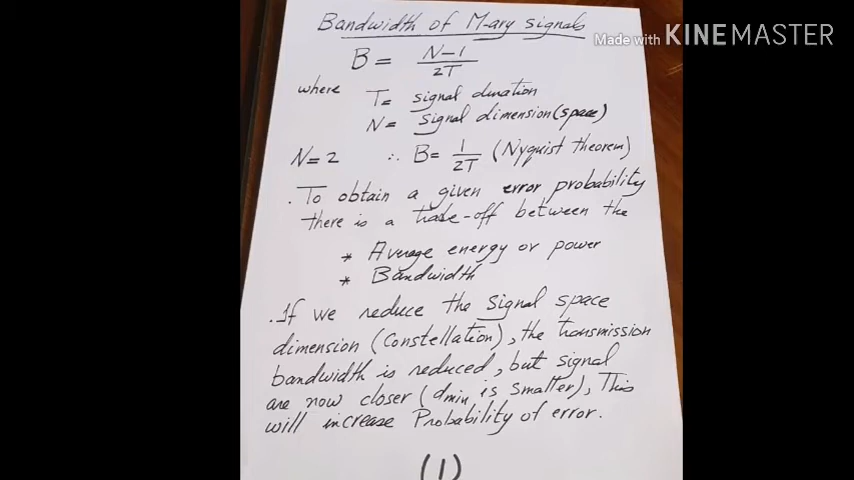 Bandwidth of M-ary signals
Made with KINEMASTER
B = N-1 / 2T
where T = signal duration
N = signal dimension (space)
N = 2 ∴ B = 1 / 2T (Nyquist theorem)
. To obtain a given error probability
there is a trade-off between the
* Average energy or power
* Bandwidth
. If we reduce the signal space
dimension (Constellation), the transmission
bandwidth is reduced, but signal
are now closer (dmin is smaller), This
will increase Probability of error.
(1)